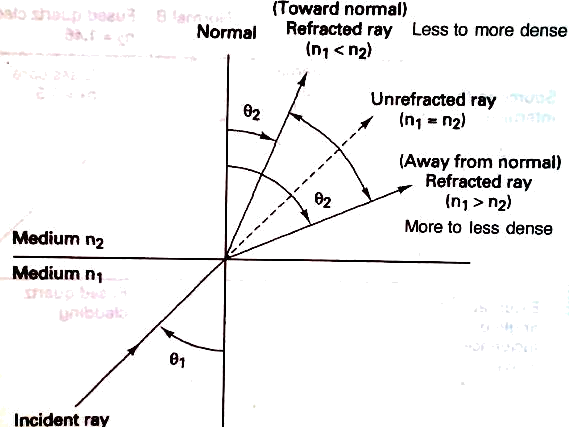 (Toward normal)
Normal
Refracted ray
Less to more dense
(n₁ < n₂)
θ₂
Unrefracted ray
(n₁ = n₂)
(Away from normal)
θ₂
Refracted ray
(n₁ > n₂)
More to less dense
Medium n₂
Medium n₁
θ₁
Incident ray